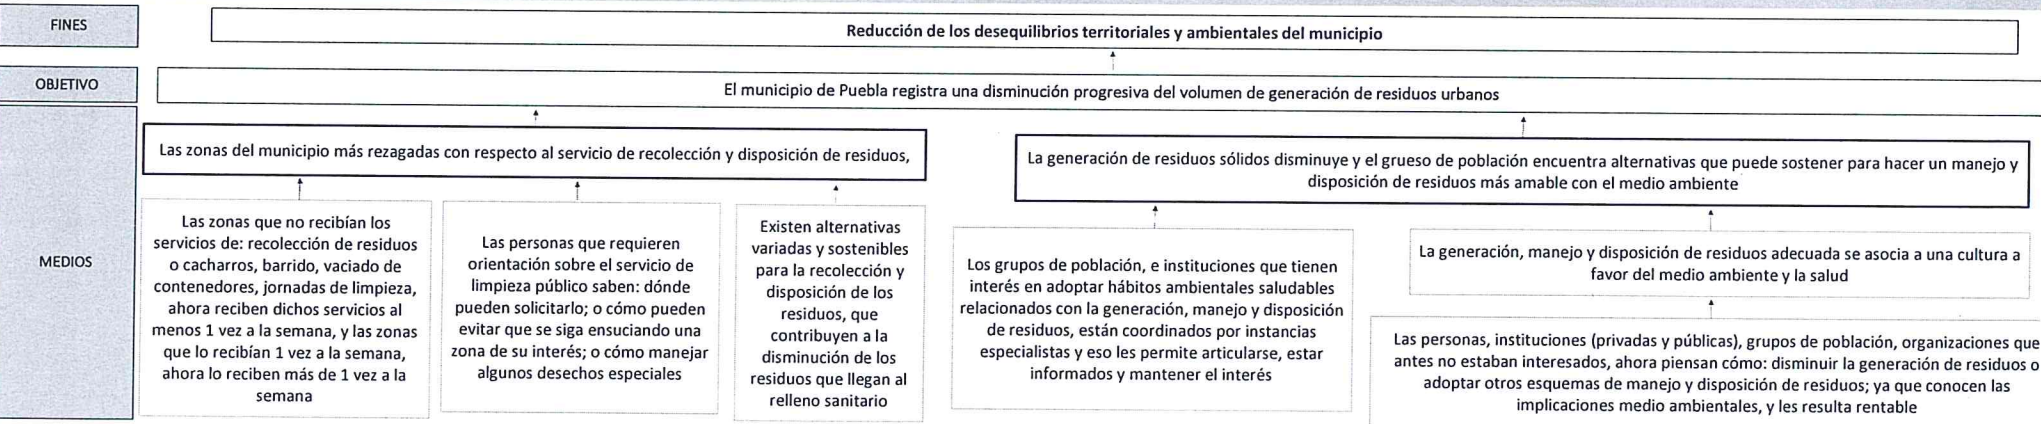 FINES
Reducción de los desequilibrios territoriales y ambientales del municipio
OBJETIVO
El municipio de Puebla registra una disminución progresiva del volumen de generación de residuos urbanos
MEDIOS
Las zonas del municipio más rezagadas con respecto al servicio de recolección y disposición de residuos,
La generación de residuos sólidos disminuye y el grueso de población encuentra alternativas que puede sostener para hacer un manejo y
disposición de residuos más amable con el medio ambiente
Las zonas que no recibían los
servicios de: recolección de residuos
o cacharros, barrido, vaciado de
contenedores, jornadas de limpieza,
ahora reciben dichos servicios al
menos 1 vez a la semana, y las zonas
que lo recibían 1 vez a la semana,
ahora lo reciben más de 1 vez a la
semana
Las personas que requieren
orientación sobre el servicio de
limpieza público saben: dónde
pueden solicitarlo; o cómo pueden
evitar que se siga ensuciando una
zona de su interés; o cómo manejar
algunos desechos especiales
Existen alternativas
variadas y sostenibles
para la recolección y
disposición de los
residuos, que
contribuyen a la
disminución de los
residuos que llegan al
relleno sanitario
Los grupos de población, e instituciones que tienen
interés en adoptar hábitos ambientales saludables
relacionados con la generación, manejo y disposición
de residuos, están coordinados por instancias
especialistas y eso les permite articularse, estar
informados y mantener el interés
La generación, manejo y disposición de residuos adecuada se asocia a una cultura a
favor del medio ambiente y la salud
Las personas, instituciones (privadas y públicas), grupos de población, organizaciones que
antes no estaban interesados, ahora piensan cómo: disminuir la generación de residuos o
adoptar otros esquemas de manejo y disposición de residuos; ya que conocen las
implicaciones medio ambientales, y les resulta rentable